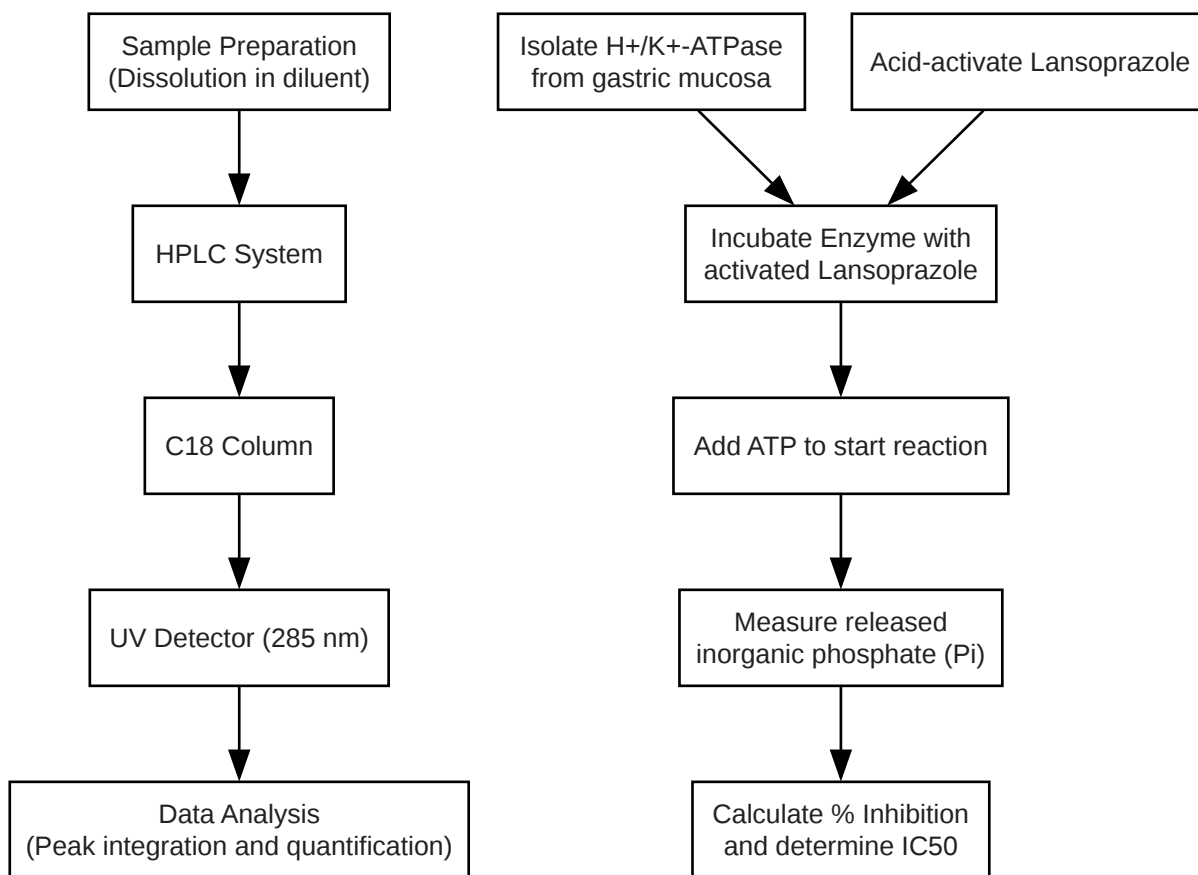 Sample Preparation
(Dissolution in diluent)
HPLC System
C18 Column
UV Detector (285 nm)
Data Analysis
(Peak integration and quantification)
Isolate H+/K+-ATPase
from gastric mucosa
Acid-activate Lansoprazole
Incubate Enzyme with
activated Lansoprazole
Add ATP to start reaction
Measure released
inorganic phosphate (Pi)
Calculate % Inhibition
and determine IC50